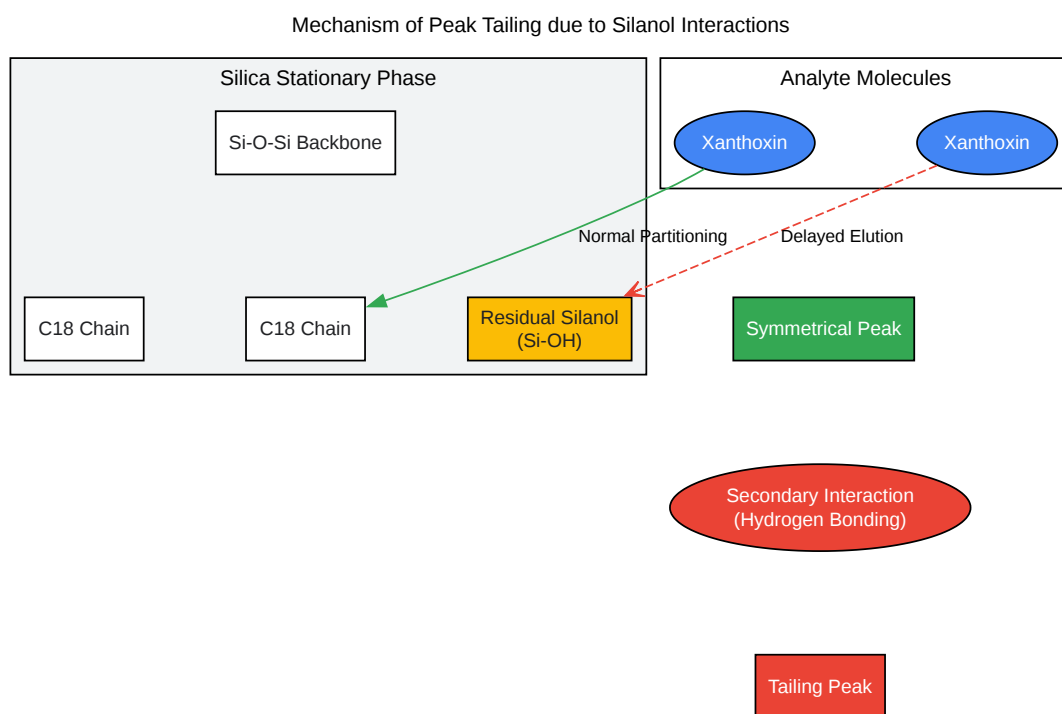 Mechanism of Peak Tailing due to Silanol Interactions
Silica Stationary Phase
Analyte Molecules
Si-O-Si Backbone
Xanthoxin
Xanthoxin
Normal Partitioning
Delayed Elution
C18 Chain
C18 Chain
Residual Silanol
(Si-OH)
Symmetrical Peak
Secondary Interaction
(Hydrogen Bonding)
Tailing Peak